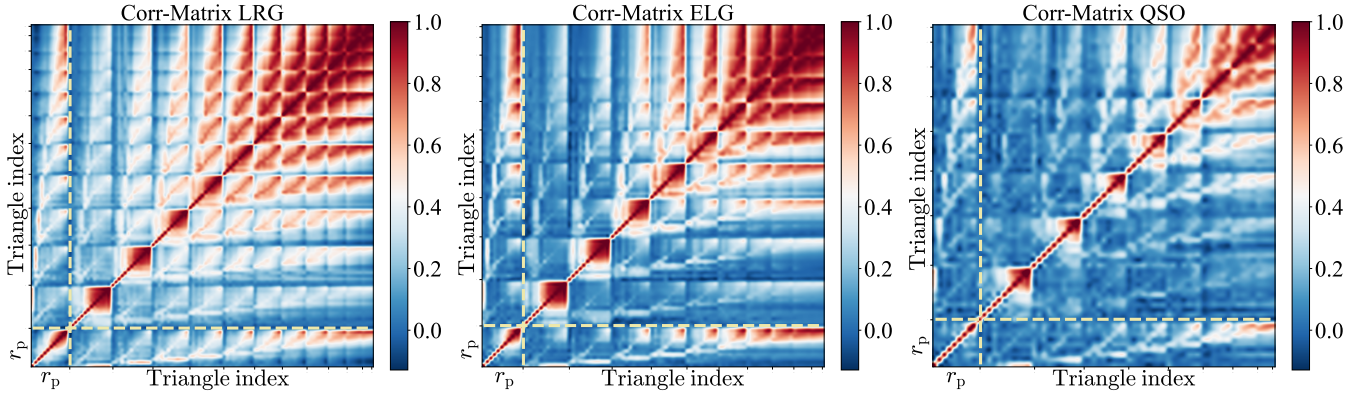 Corr-Matrix LRG
Triangle index
r_p
r_p
Triangle index
1.0
0.8
0.6
0.4
0.2
0.0
Corr-Matrix ELG
Triangle index
r_p
r_p
Triangle index
1.0
0.8
0.6
0.4
0.2
0.0
Corr-Matrix QSO
Triangle index
r_p
r_p
Triangle index
1.0
0.8
0.6
0.4
0.2
0.0